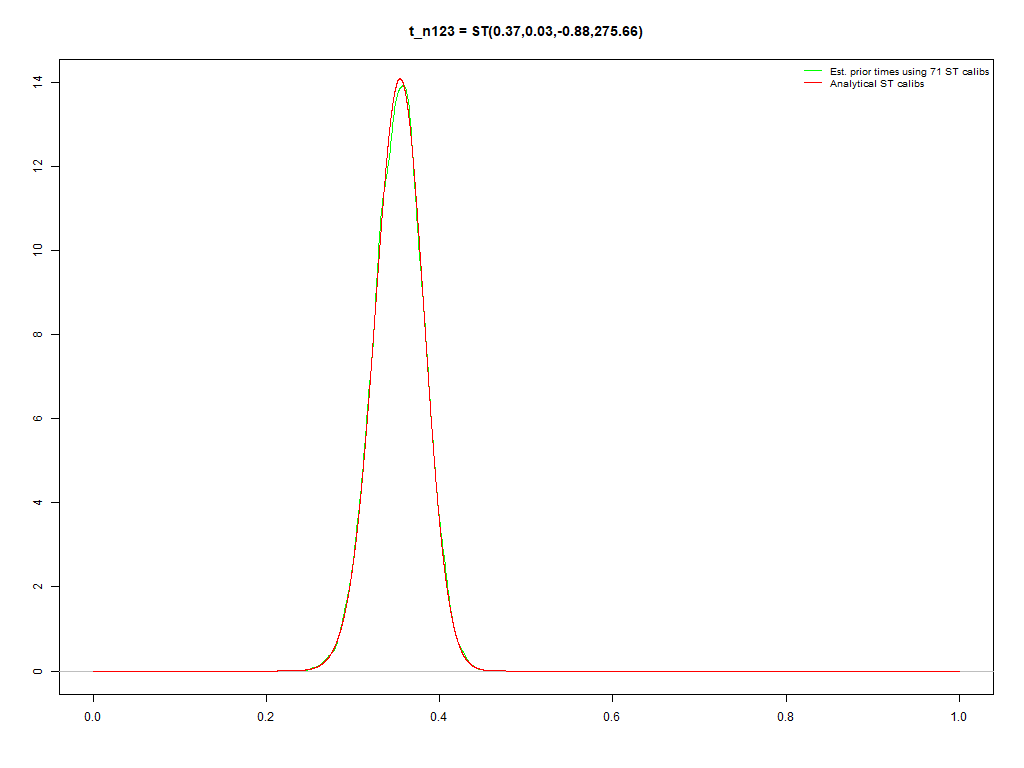 t_n123 = ST(0.37,0.03,-0.88,275.66)
Est. prior times using 71 ST calibs
Analytical ST calibs
14
12
10
8
6
4
2
0
0.0 0.2 0.4 0.6 0.8 1.0